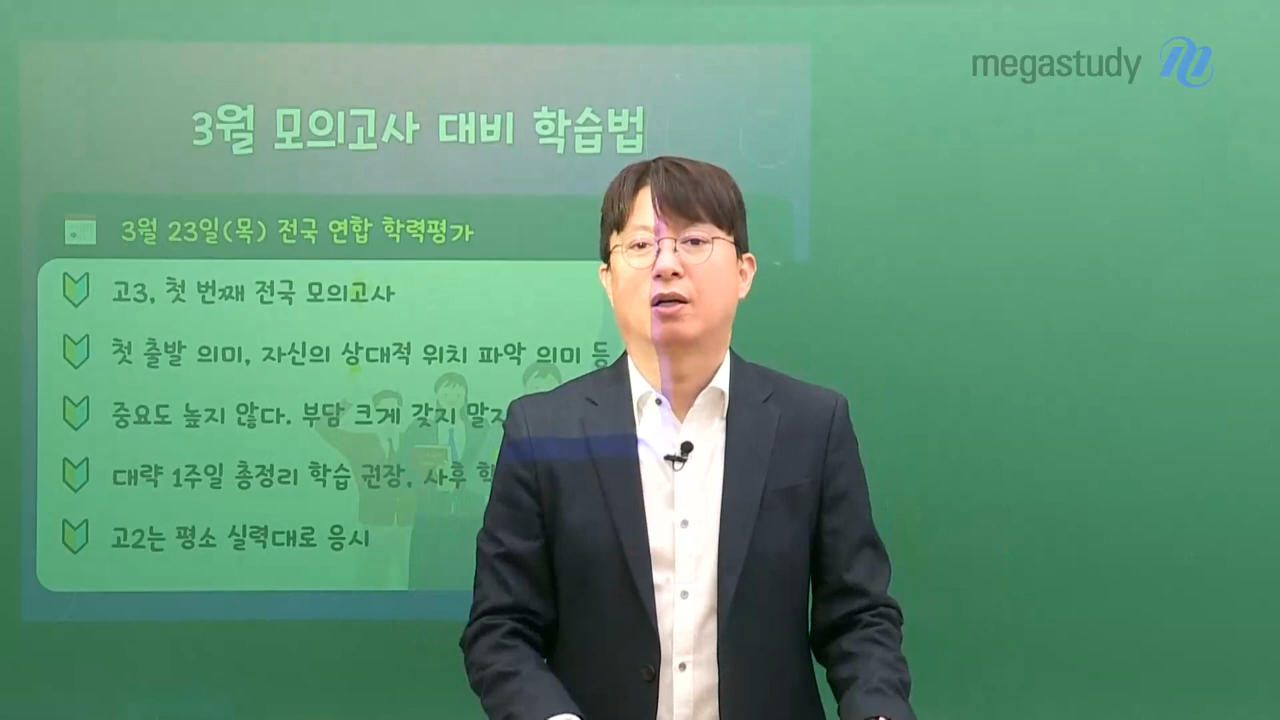 megastudy
3월 모의고사 대비 학습법
3월 23일(목) 전국 연합 학력평가
고3, 첫 번째 전국 모의고사
첫 출발 의미, 자신의 상대적 위치 파악 의미 등
중요도 높지 않다. 부담 크게 갖지 말자
대략 1주일 총정리 학습 권장, 사후
고2는 평소 실력대로 응시